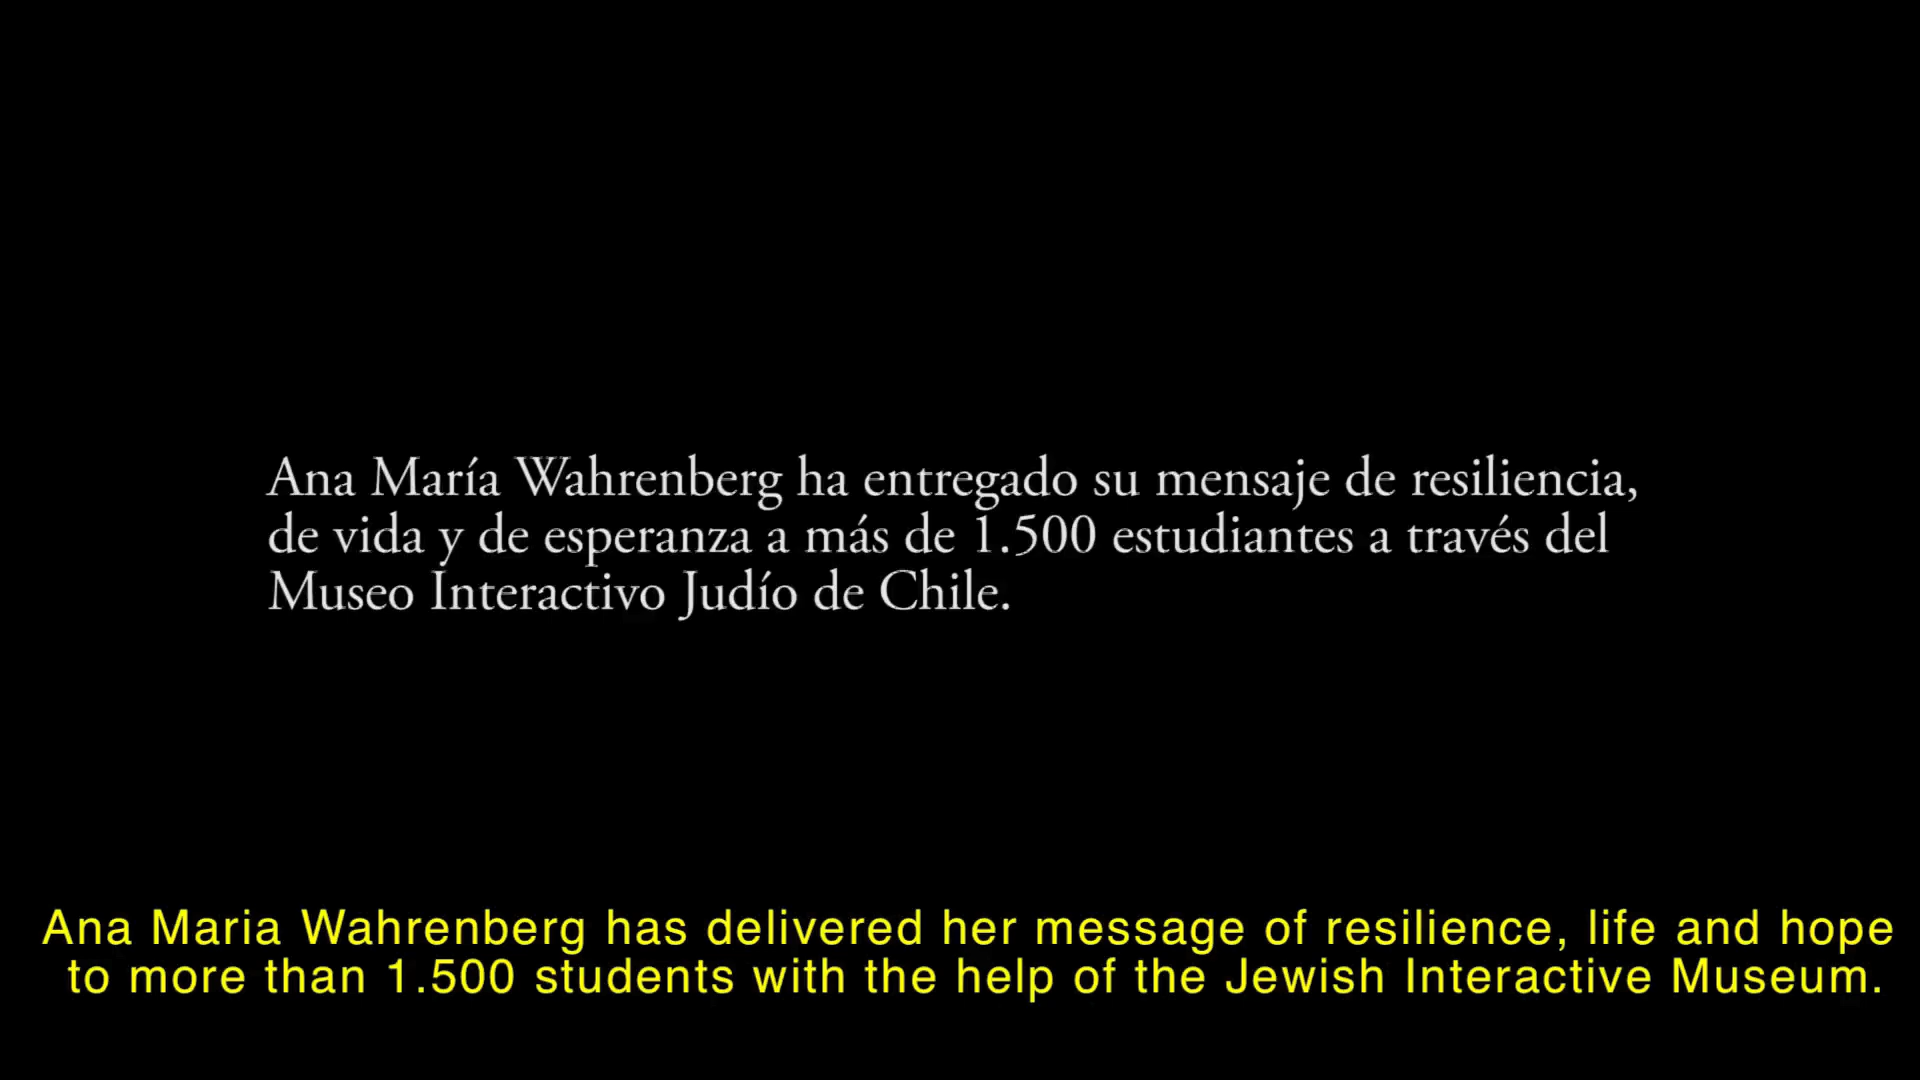 Ana María Wahrenberg ha entregado su mensaje de resiliencia,
de vida y de esperanza a más de 1.500 estudiantes a través del
Museo Interactivo Judío de Chile.
Ana Maria Wahrenberg has delivered her message of resilience, life and hope
to more than 1.500 students with the help of the Jewish Interactive Museum.